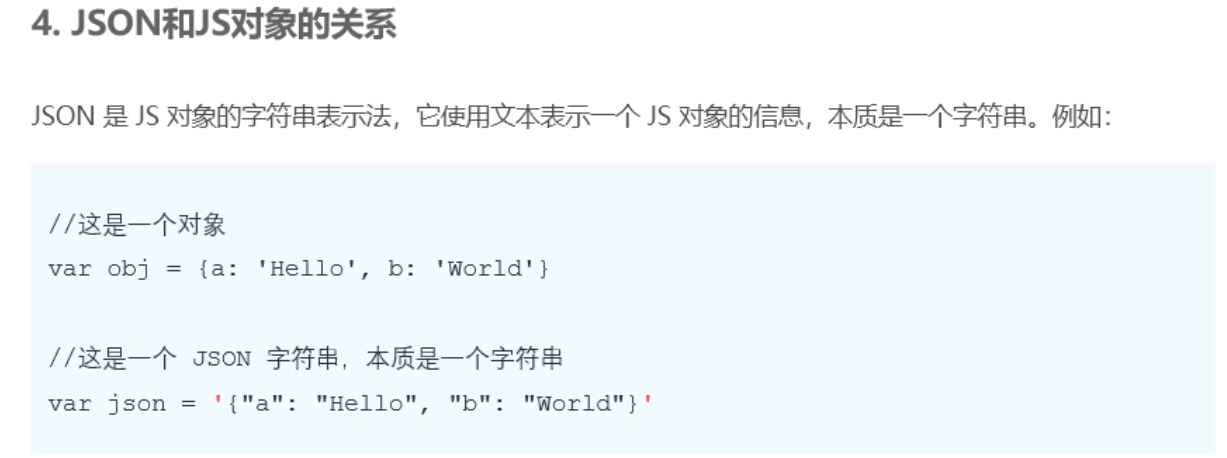 4. JSON和JS对象的关系
JSON 是 JS 对象的字符串表示法，它使用文本表示一个 JS 对象的信息，本质是一个字符串。例如：
//这是一个对象
var obj = {a: 'Hello', b: 'World'}
//这是一个 JSON 字符串，本质是一个字符串
var json = '{"a": "Hello", "b": "World"}'